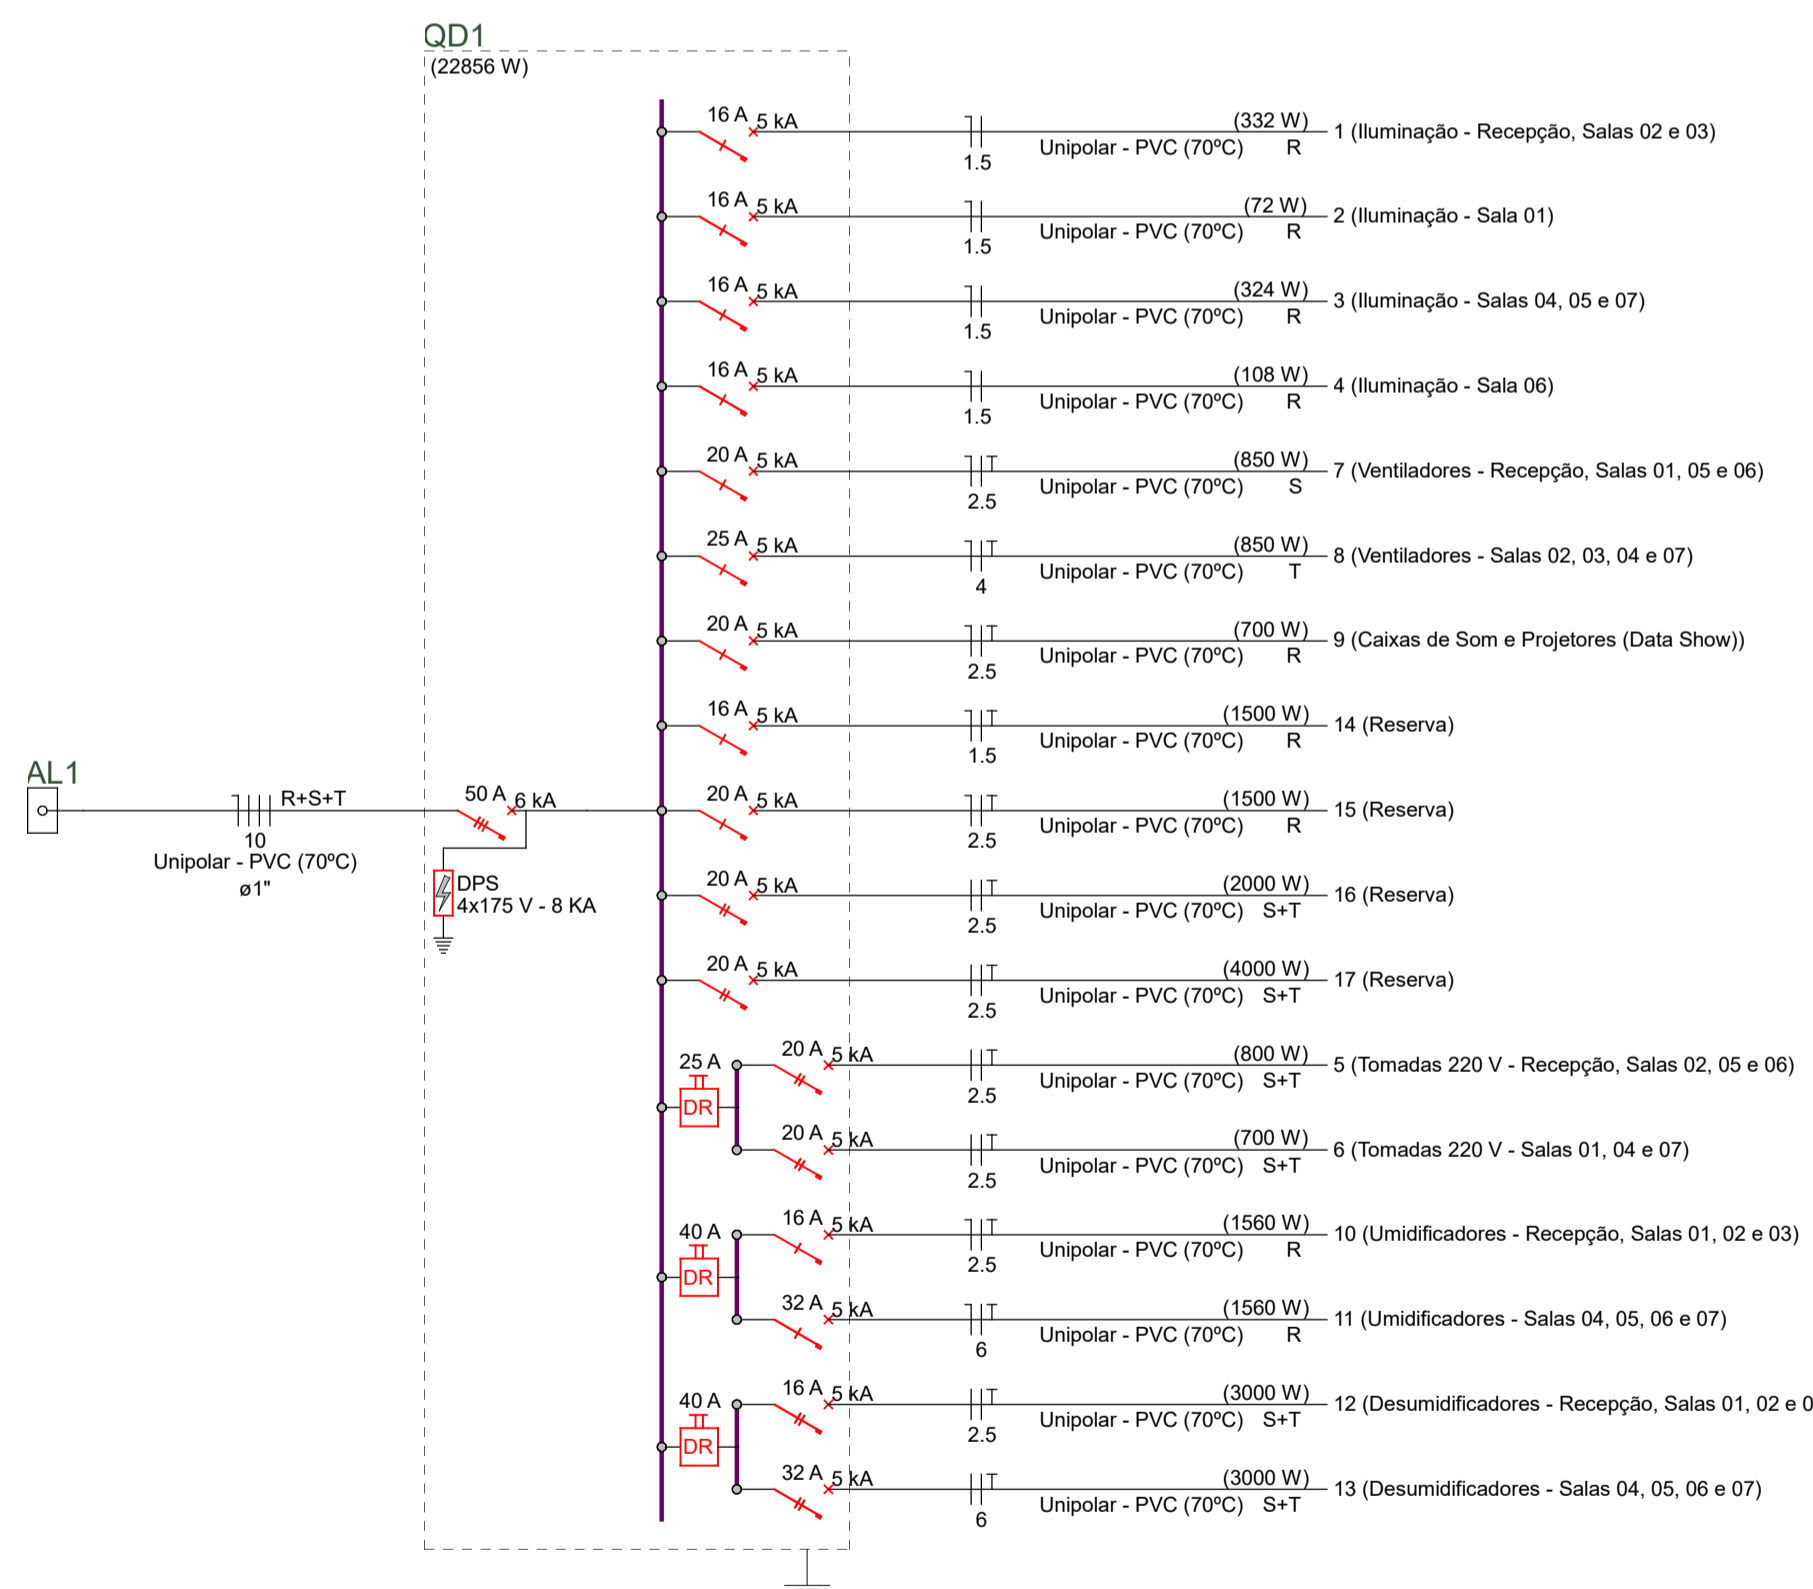 QD1
(22856 W)
16 A 5 kA (332 W) 1 (Iluminação - Recepção, Salas 02 e 03)
1.5 Unipolar - PVC (70ºC) R
16 A 5 kA (72 W) 2 (Iluminação - Sala 01)
1.5 Unipolar - PVC (70ºC) R
16 A 5 kA (324 W) 3 (Iluminação - Salas 04, 05 e 07)
1.5 Unipolar - PVC (70ºC) R
16 A 5 kA (108 W) 4 (Iluminação - Sala 06)
1.5 Unipolar - PVC (70ºC) R
20 A 5 kA T (850 W) 7 (Ventiladores - Recepção, Salas 01, 05 e 06)
2.5 Unipolar - PVC (70ºC) S
25 A 5 kA T (850 W) 8 (Ventiladores - Salas 02, 03, 04 e 07)
4 Unipolar - PVC (70ºC) T
20 A 5 kA T (700 W) 9 (Caixas de Som e Projetores (Data Show))
2.5 Unipolar - PVC (70ºC) R
16 A 5 kA T (1500 W) 14 (Reserva)
1.5 Unipolar - PVC (70ºC) R
AL1
R+S+T 50 A 6 kA
10
Unipolar - PVC (70ºC)
ø1"
DPS
4x175 V - 8 KA
20 A 5 kA T (1500 W) 15 (Reserva)
2.5 Unipolar - PVC (70ºC) R
20 A 5 kA T (2000 W) 16 (Reserva)
2.5 Unipolar - PVC (70ºC) S+T
20 A 5 kA T (4000 W) 17 (Reserva)
2.5 Unipolar - PVC (70ºC) S+T
25 A
DR
20 A 5 kA T (800 W) 5 (Tomadas 220 V - Recepção, Salas 02, 05 e 06)
2.5 Unipolar - PVC (70ºC) S+T
20 A 5 kA T (700 W) 6 (Tomadas 220 V - Salas 01, 04 e 07)
2.5 Unipolar - PVC (70ºC) S+T
40 A
DR
16 A 5 kA T (1560 W) 10 (Umidificadores - Recepção, Salas 01, 02 e 03)
2.5 Unipolar - PVC (70ºC) R
32 A 5 kA T (1560 W) 11 (Umidificadores - Salas 04, 05, 06 e 07)
6 Unipolar - PVC (70ºC) R
40 A
DR
16 A 5 kA T (3000 W) 12 (Desumidificadores - Recepção, Salas 01, 02 e 0
2.5 Unipolar - PVC (70ºC) S+T
32 A 5 kA T (3000 W) 13 (Desumidificadores - Salas 04, 05, 06 e 07)
6 Unipolar - PVC (70ºC) S+T